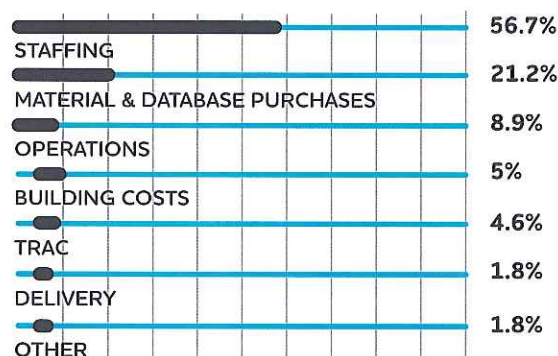 56.7%
STAFFING
21.2%
MATERIAL & DATABASE PURCHASES
8.9%
OPERATIONS
5%
BUILDING COSTS
4.6%
TRAC
1.8%
DELIVERY
1.8%
OTHER